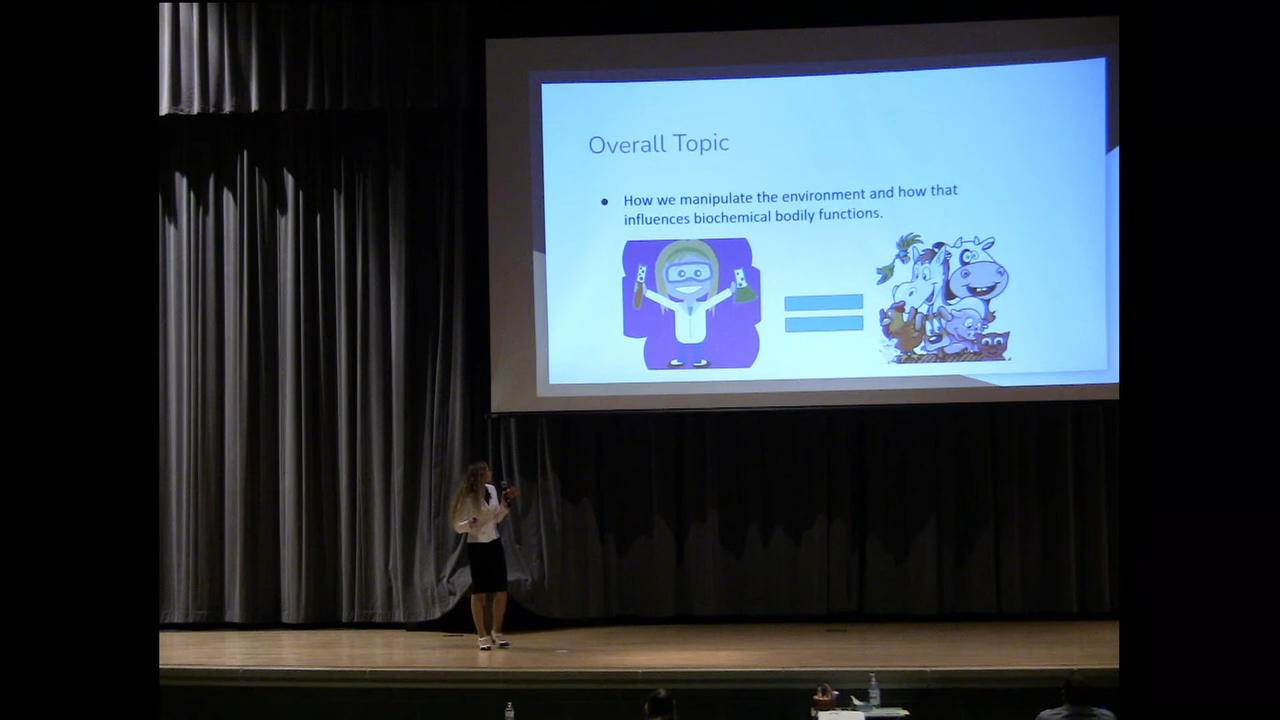 Overall Topic
● How we manipulate the environment and how that
influences biochemical bodily functions.